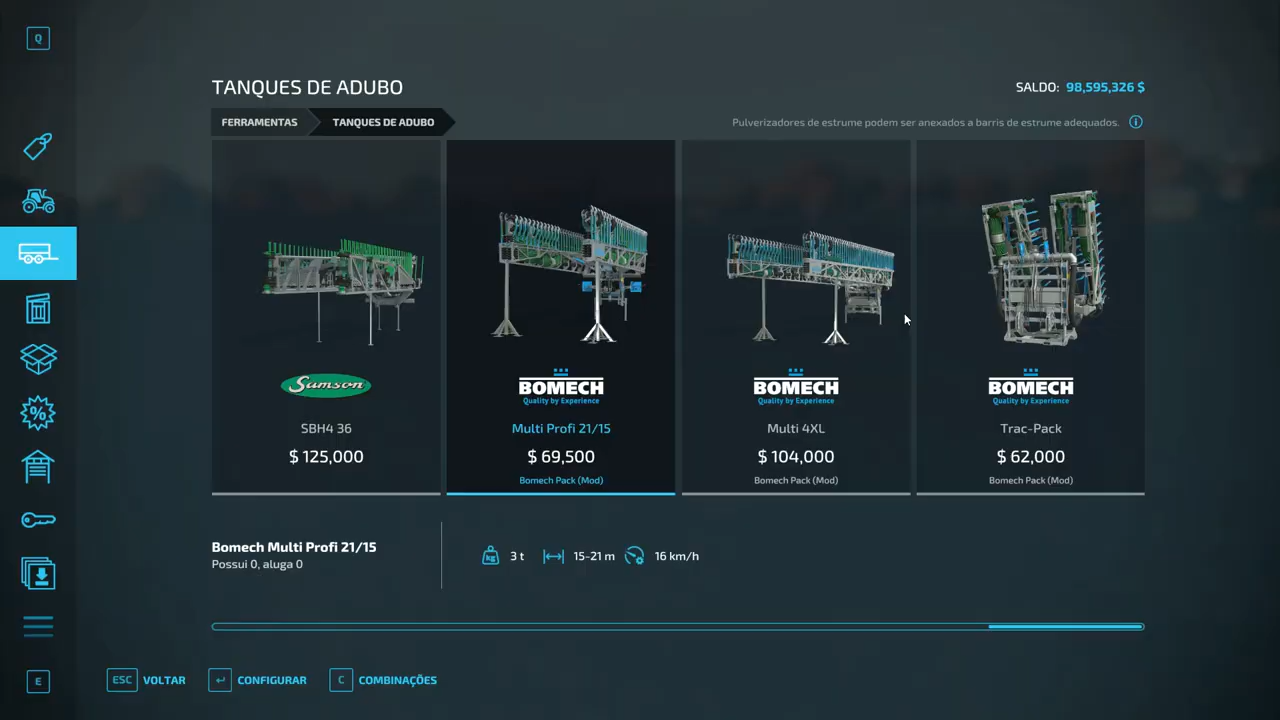 Q
TANQUES DE ADUBO
SALDO: 98,595,326 $
FERRAMENTAS
TANQUES DE ADUBO
Pulverizadores de estrume podem ser anexados a barris de estrume adequados.
Samson
SBH4 36
$ 125,000
BOMECH
Quality by Experience
Multi Profi 21/15
$ 69,500
Bomech Pack (Mod)
BOMECH
Quality by Experience
Multi 4XL
$ 104,000
Bomech Pack (Mod)
BOMECH
Quality by Experience
Trac-Pack
$ 62,000
Bomech Pack (Mod)
Bomech Multi Profi 21/15
Possui 0, aluga 0
kg 3 t 15-21 m 16 km/h
E
ESC VOLTAR
CONFIGURAR
C COMBINAÇÕES